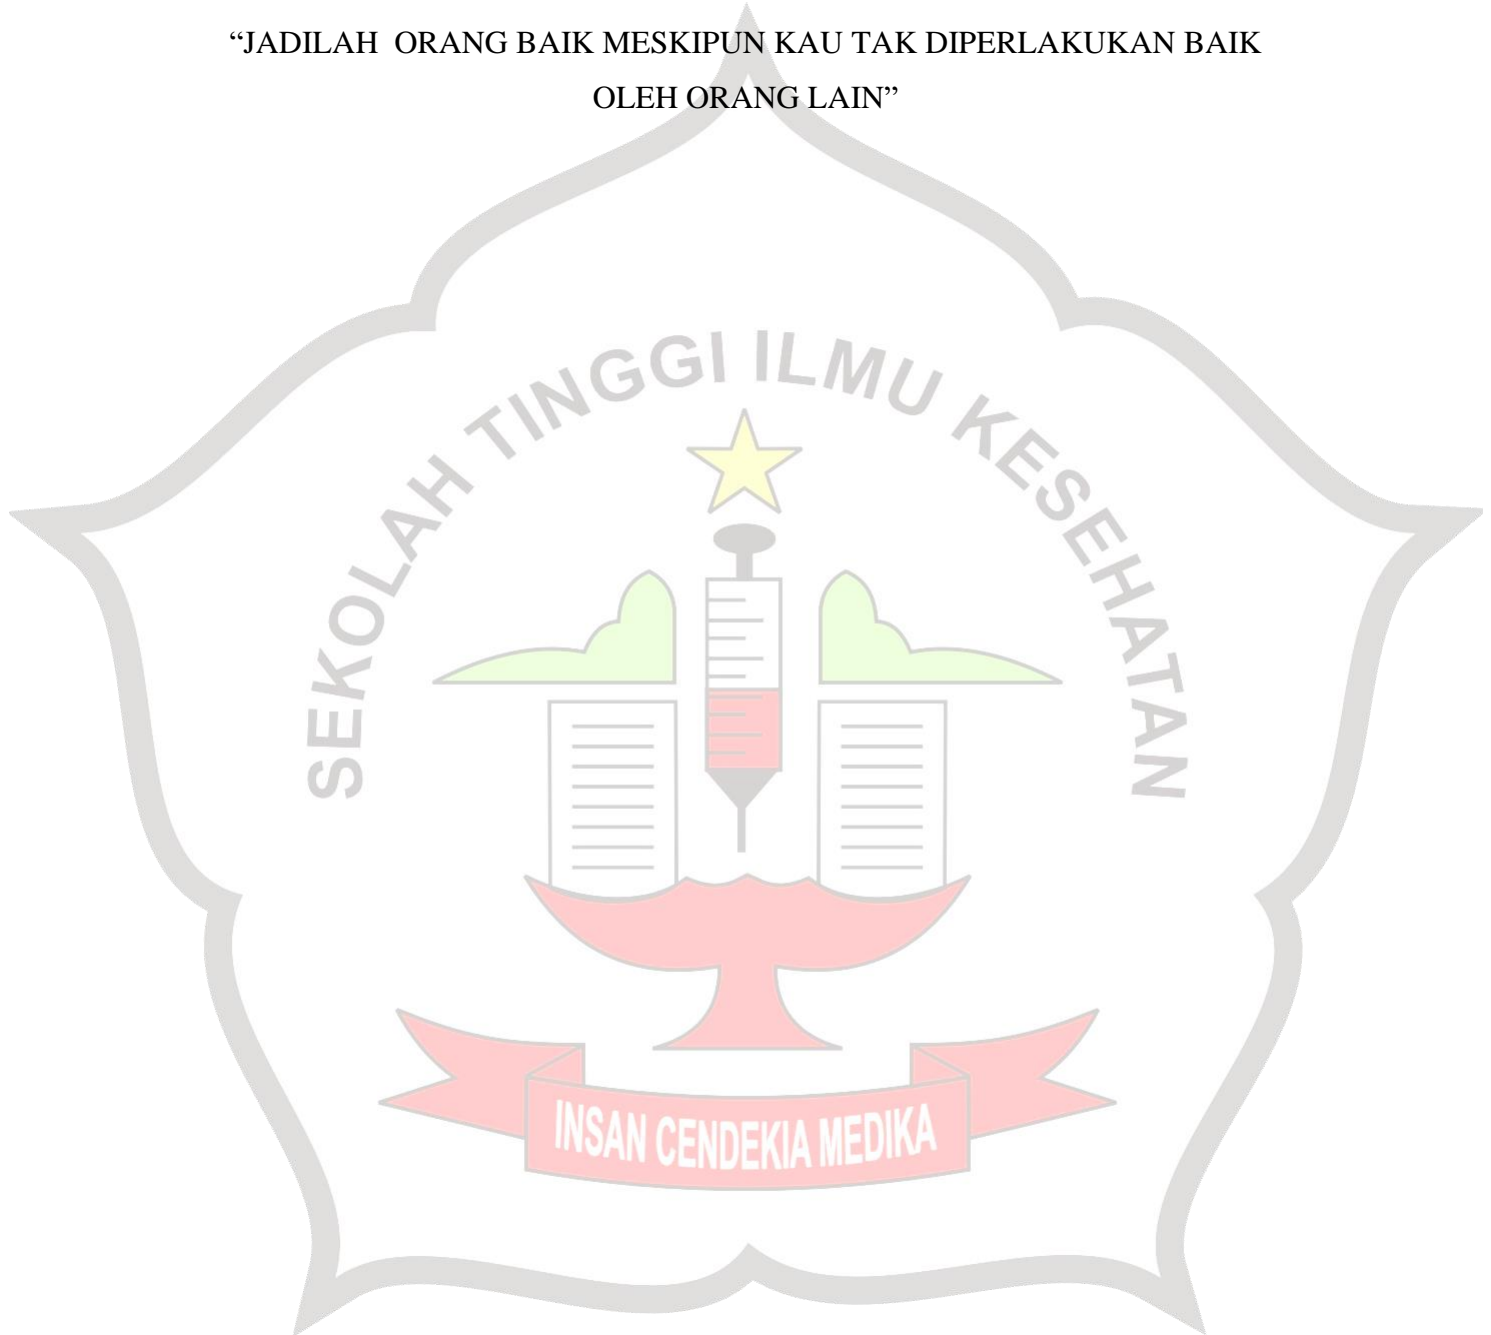 “JADILAH ORANG BAIK MESKIPUN KAU TAK DIPERLAKUKAN BAIK
OLEH ORANG LAIN”
SEKOLAH TINGGI ILMU KESEHATAN
INSAN CENDEKIA MEDIKA